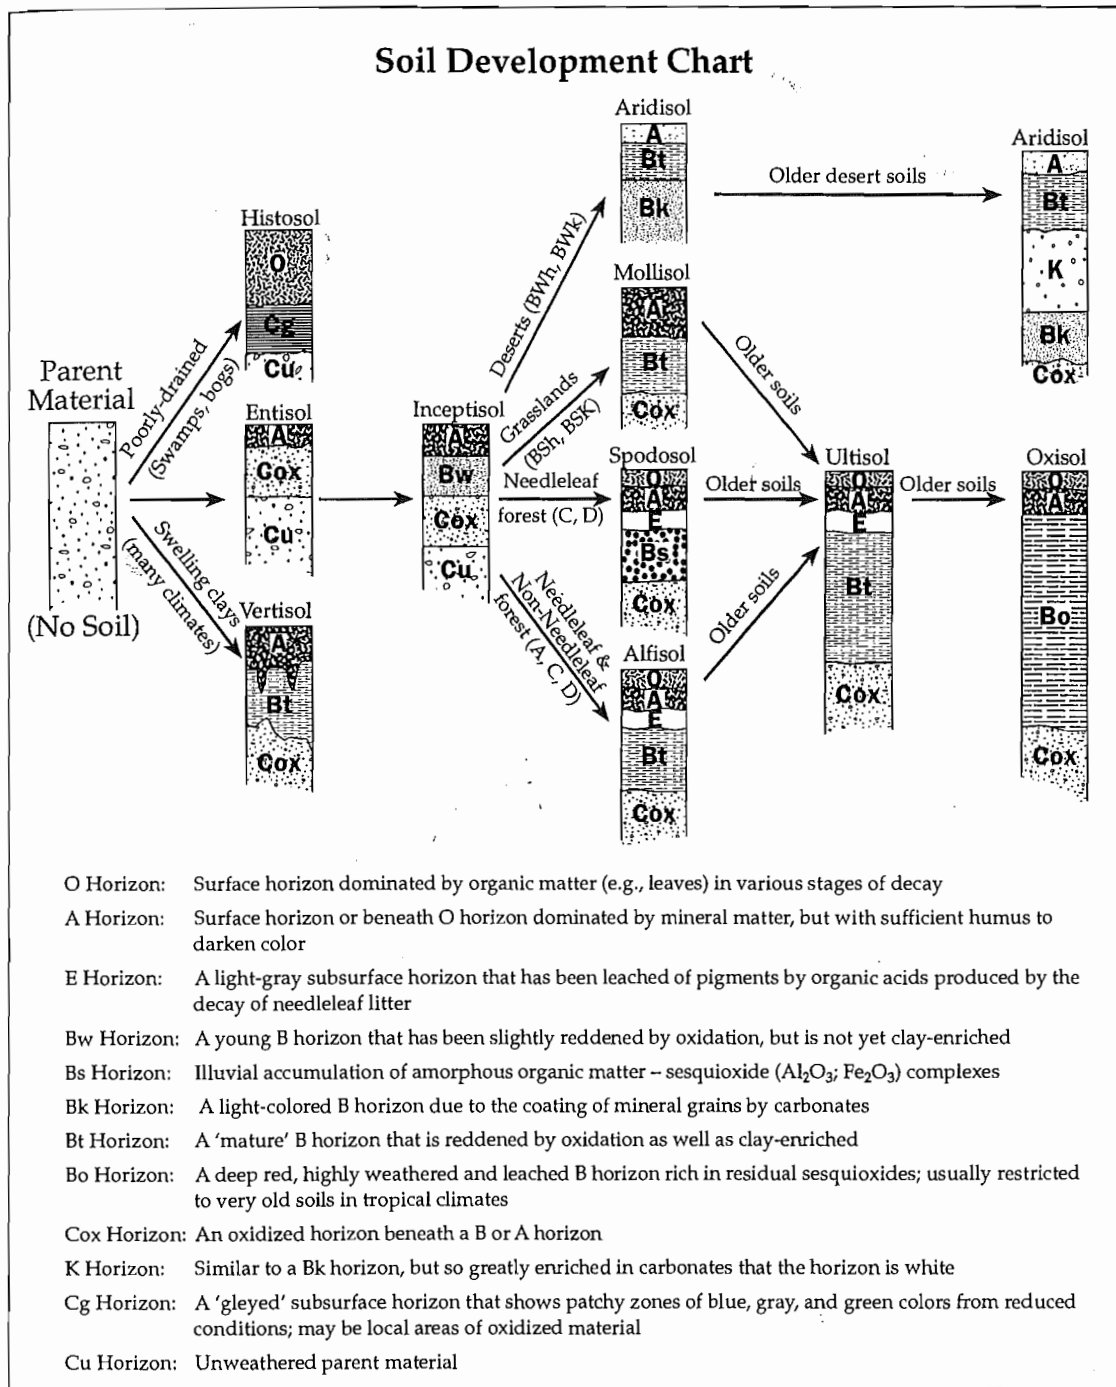 Soil Development Chart
Parent
Material
(No Soil)
Poorly-drained
(Swamps, bogs)
Swelling clays
(many climates)
Histosol
O
Cg
Cu
Entisol
A
Cox
Cu
Vertisol
A
Bt
Cox
Inceptisol
A
Bw
Cox
Cu
Deserts (BWh, BWk)
Grasslands
(BSh, BSK)
Needleleaf
forest (C, D)
Needleleaf &
Non-Needleleaf
forest (A, C, D)
Aridisol
A
Bt
Bk
Mollisol
A
Bt
Cox
Spodosol
O
A
E
Bs
Cox
Alfisol
O
A
E
Bt
Cox
Older desert soils
Older soils
Older soils
Older soils
Ultisol
O
A
E
Bt
Cox
Older soils
Aridisol
A
Bt
K
Bk
Cox
Oxisol
O
A
Bo
Cox
O Horizon: Surface horizon dominated by organic matter (e.g., leaves) in various stages of decay
A Horizon: Surface horizon or beneath O horizon dominated by mineral matter, but with sufficient humus to
darken color
E Horizon: A light-gray subsurface horizon that has been leached of pigments by organic acids produced by the
decay of needleleaf litter
Bw Horizon: A young B horizon that has been slightly reddened by oxidation, but is not yet clay-enriched
Bs Horizon: Illuvial accumulation of amorphous organic matter – sesquioxide (Al₂O₃; Fe₂O₃) complexes
Bk Horizon: A light-colored B horizon due to the coating of mineral grains by carbonates
Bt Horizon: A 'mature' B horizon that is reddened by oxidation as well as clay-enriched
Bo Horizon: A deep red, highly weathered and leached B horizon rich in residual sesquioxides; usually restricted
to very old soils in tropical climates
Cox Horizon: An oxidized horizon beneath a B or A horizon
K Horizon: Similar to a Bk horizon, but so greatly enriched in carbonates that the horizon is white
Cg Horizon: A 'gleyed' subsurface horizon that shows patchy zones of blue, gray, and green colors from reduced
conditions; may be local areas of oxidized material
Cu Horizon: Unweathered parent material